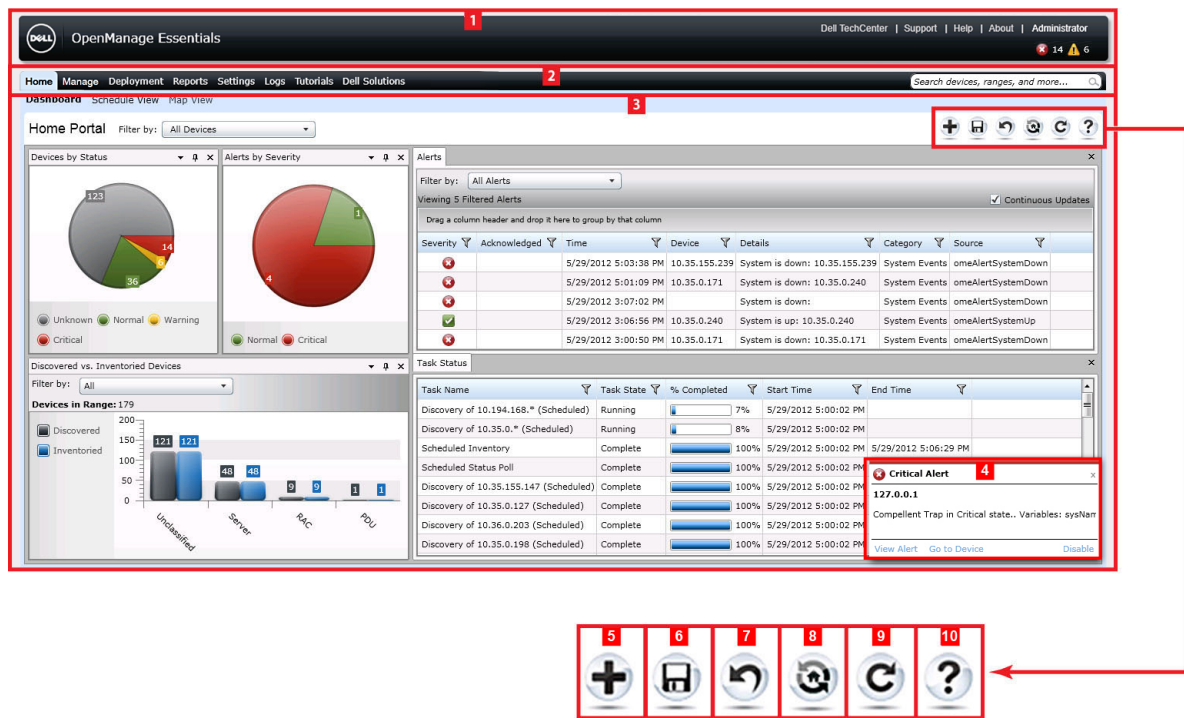 1
DELL OpenManage Essentials
Dell TechCenter | Support | Help | About | Administrator
14 6
Home Manage Deployment Reports Settings Logs Tutorials Dell Solutions
2
Search devices, ranges, and more...
Dashboard Schedule View Map View
3
Home Portal Filter by: All Devices
Devices by Status
123
14
6
36
Unknown Normal Warning
Critical
Alerts by Severity
1
4
Normal Critical
Alerts
Filter by: All Alerts
Viewing 5 Filtered Alerts
Continuous Updates
Drag a column header and drop it here to group by that column
Severity Acknowledged Time Device Details Category Source
5/29/2012 5:03:38 PM 10.35.155.239 System is down: 10.35.155.239 System Events omeAlertSystemDown
5/29/2012 5:01:09 PM 10.35.0.171 System is down: 10.35.0.240 System Events omeAlertSystemDown
5/29/2012 3:07:02 PM System is down: System Events omeAlertSystemDown
5/29/2012 3:06:56 PM 10.35.0.240 System is up: 10.35.0.240 System Events omeAlertSystemUp
5/29/2012 3:00:50 PM 10.35.0.171 System is down: 10.35.0.171 System Events omeAlertSystemDown
Discovered vs. Inventoried Devices
Filter by: All
Devices in Range: 179
Discovered
Inventoried
200
150
100
50
0
121 121
48 48
9 9
1 1
Unclassified
Server
RAC
PDU
Task Status
Task Name Task State % Completed Start Time End Time
Discovery of 10.194.168.* (Scheduled) Running 7% 5/29/2012 5:00:02 PM
Discovery of 10.35.0.* (Scheduled) Running 8% 5/29/2012 5:00:02 PM
Scheduled Inventory Complete 100% 5/29/2012 5:00:02 PM 5/29/2012 5:06:29 PM
Scheduled Status Poll Complete 100% 5/29/2012 5:00:02 PM
Discovery of 10.35.155.147 (Scheduled) Complete 100% 5/29/2012 5:00:02 PM
Discovery of 10.35.0.127 (Scheduled) Complete 100% 5/29/2012 5:00:02 PM
Discovery of 10.36.0.203 (Scheduled) Complete 100% 5/29/2012 5:00:02 PM
Discovery of 10.35.0.198 (Scheduled) Complete 100% 5/29/2012 5:00:02 PM
4
Critical Alert
127.0.0.1
Compellent Trap in Critical state.. Variables: sysNam
View Alert Go to Device Disable
5 6 7 8 9 10